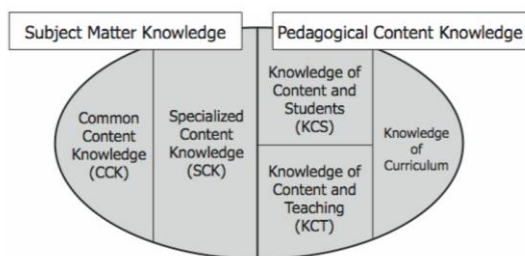 Subject Matter Knowledge
Pedagogical Content Knowledge
Common
Content
Knowledge
(CCK)
Specialized
Content
Knowledge
(SCK)
Knowledge of
Content and
Students
(KCS)
Knowledge of
Content and
Teaching
(KCT)
Knowledge
of
Curriculum